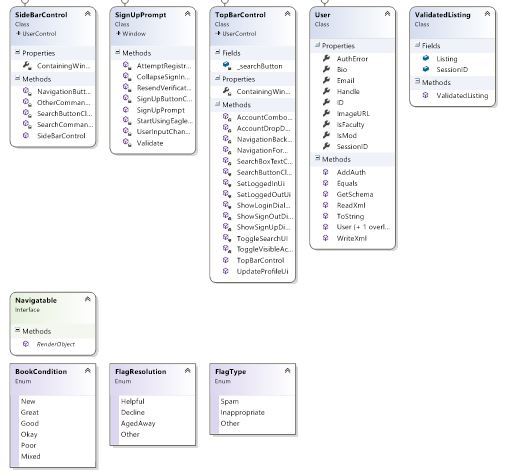 SideBarControl
Class
UserControl
Properties
ContainingWin...
Methods
NavigationButt...
OtherComman...
SearchButtonCl...
SearchComman...
SideBarControl
SignUpPrompt
Class
Window
Methods
AttemptRegistr...
CollapseSignIn...
ResendVerificat...
SignUpButtonC...
SignUpPrompt
StartUsingEagle...
UserInputChan...
Validate
TopBarControl
Class
UserControl
Fields
_searchButton
Properties
ContainingWin...
Methods
AccountCombo...
AccountDropD...
NavigationBack...
NavigationFor...
SearchBoxTextC...
SearchButtonCl...
SetLoggedInUi
SetLoggedOutUi
ShowLoginDial...
ShowSignOutDi...
ShowSignUpDi...
ToggleSearchUI
ToggleVisibleAc...
TopBarControl
UpdateProfileUi
User
Class
Properties
AuthError
Bio
Email
Handle
ID
ImageURL
IsFaculty
IsMod
SessionID
Methods
AddAuth
Equals
GetSchema
ReadXml
ToString
User (+ 1 overl...
WriteXml
ValidatedListing
Class
Fields
Listing
SessionID
Methods
ValidatedListing
Navigatable
Interface
Methods
RenderObject
BookCondition
Enum
New
Great
Good
Okay
Poor
Mixed
FlagResolution
Enum
Helpful
Decline
AgedAway
Other
FlagType
Enum
Spam
Inappropriate
Other